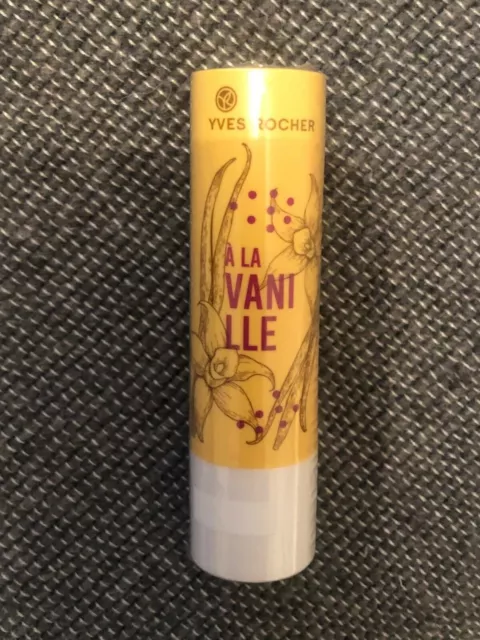 YVES ROCHER
À LA
VANI
LLE